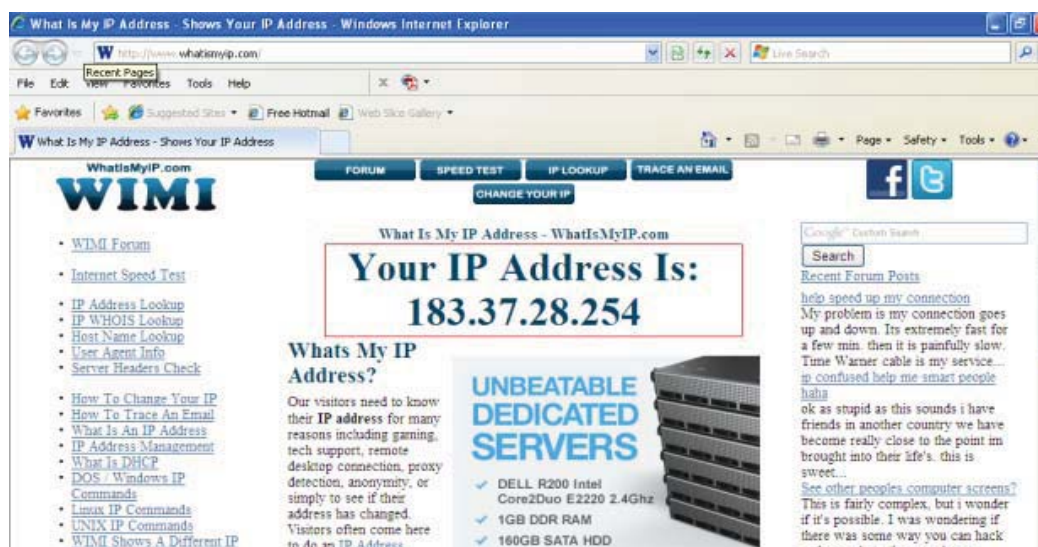 What Is My IP Address - Shows Your IP Address - Windows Internet Explorer
http://www.whatismyip.com/
Live Search
Recent Pages
File Edit View Favorites Tools Help
Favorites Suggested Sites Free Hotmail Web Slice Gallery
What Is My IP Address - Shows Your IP Address
Page Safety Tools
WhatIsMyIP.com
WIMI
FORUM SPEED TEST IP LOOKUP TRACE AN EMAIL
CHANGE YOUR IP
WIMI Forum
Internet Speed Test
IP Address Lookup
IP WHOIS Lookup
Host Name Lookup
User Agent Info
Server Headers Check
How To Change Your IP
How To Trace An Email
What Is An IP Address
IP Address Management
What Is DHCP
DOS / Windows IP
Commands
Linux IP Commands
UNIX IP Commands
WIMI Shows A Different IP
What Is My IP Address - WhatIsMyIP.com
Your IP Address Is:
183.37.28.254
Whats My IP
Address?
Our visitors need to know
their IP address for many
reasons including gaming,
tech support, remote
desktop connection, proxy
detection, anonymity, or
simply to see if their
address has changed.
Visitors often come here
to do an IP Address
UNBEATABLE
DEDICATED
SERVERS
DELL R200 Intel
Core2Duo E2220 2.4Ghz
1GB DDR RAM
160GB SATA HDD
Google Custom Search
Search
Recent Forum Posts
help speed up my connection
My problem is my connection goes
up and down. Its extremely fast for
a few min. then it is painfully slow.
Time Warner cable is my service...
ip confused help me smart people
haha
ok as stupid as this sounds i have
friends in another country we have
become really close to the point im
brought into their life's. this is
sweet...
See other peoples computer screens?
This is fairly complex, but i wonder
if it's possible. I was wondering if
there was some way you can hack